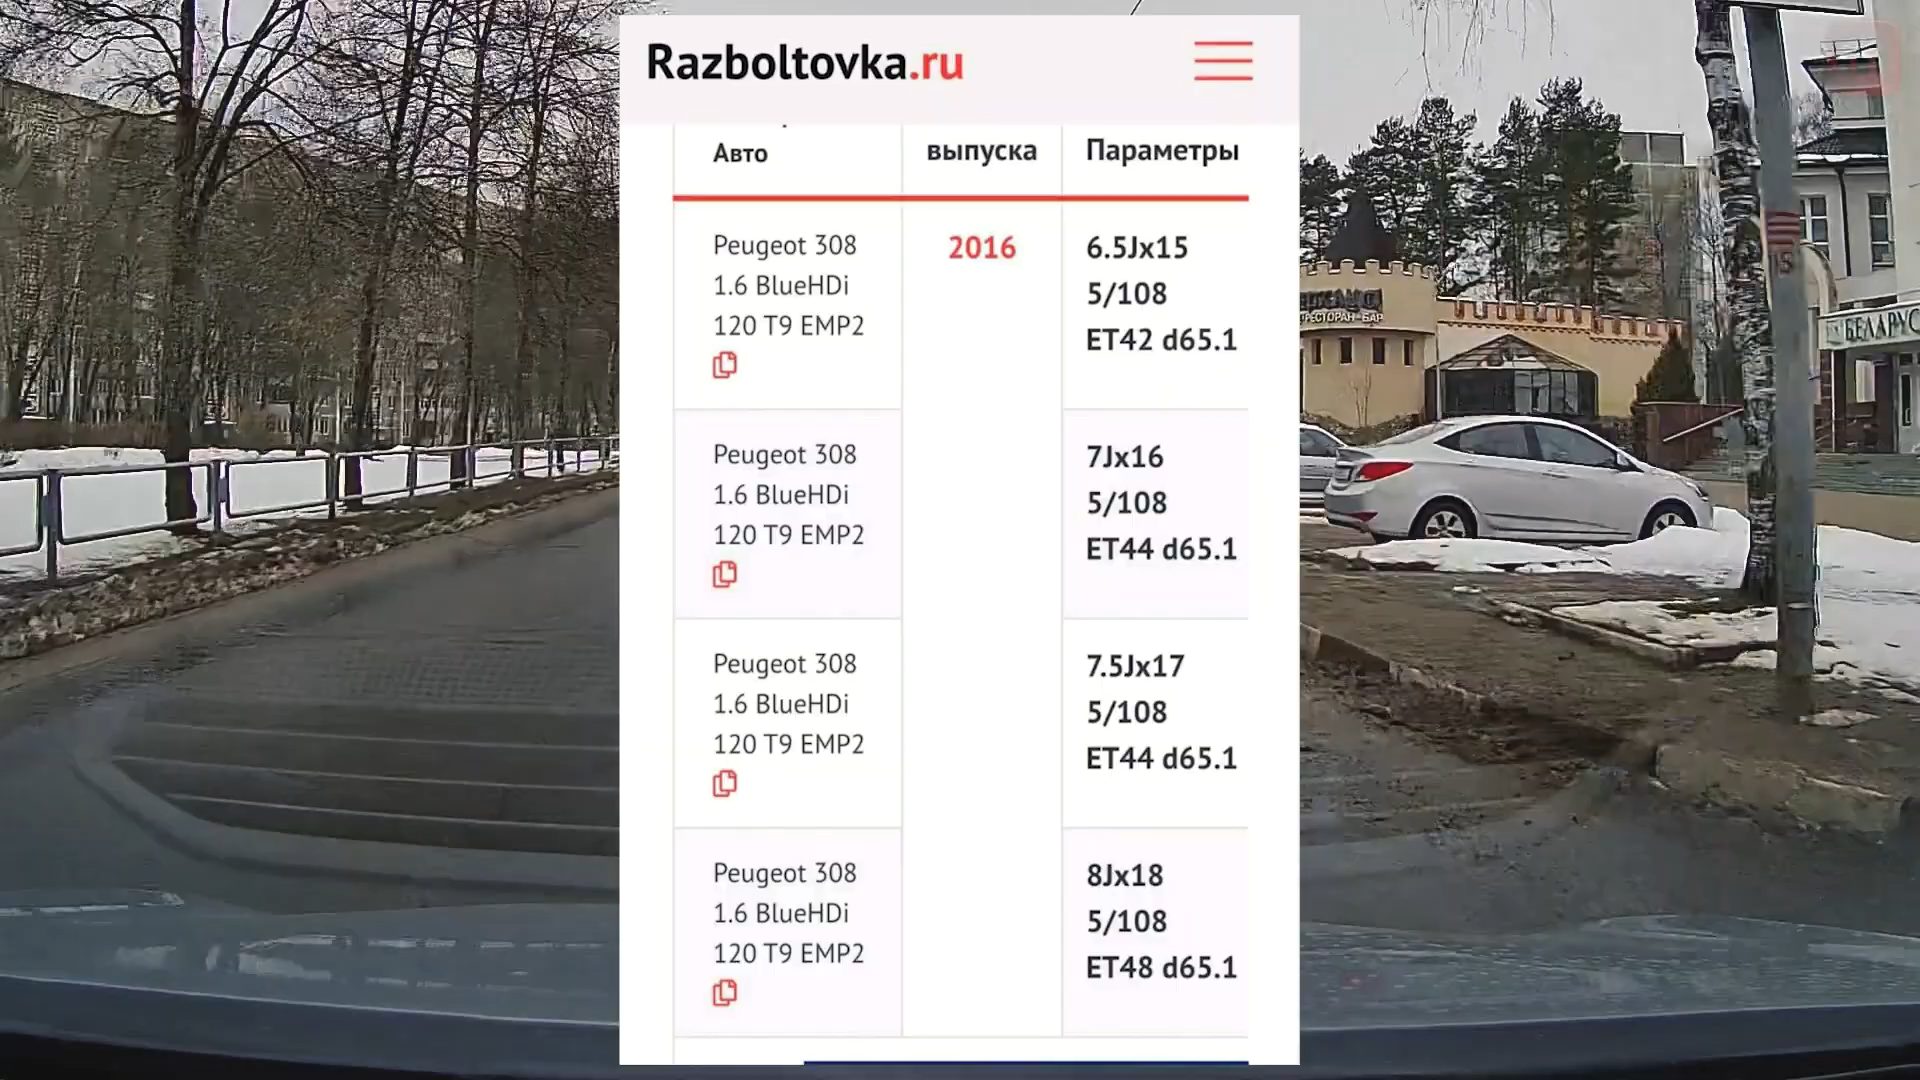 Razboltovka.ru
Авто
выпуска
Параметры
Peugeot 308
1.6 BlueHDi
120 T9 EMP2
2016
6.5Jx15
5/108
ET42 d65.1
Peugeot 308
1.6 BlueHDi
120 T9 EMP2
7Jx16
5/108
ET44 d65.1
Peugeot 308
1.6 BlueHDi
120 T9 EMP2
7.5Jx17
5/108
ET44 d65.1
Peugeot 308
1.6 BlueHDi
120 T9 EMP2
8Jx18
5/108
ET48 d65.1
РЕСТОРАН-БАР
БЕЛАРУС